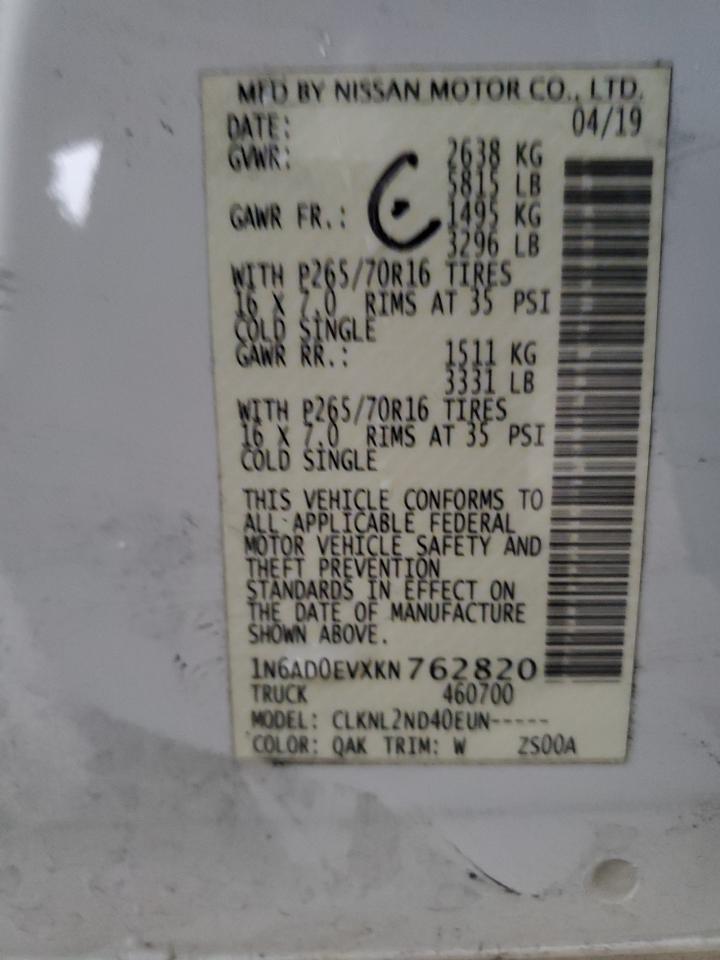 MFD BY NISSAN MOTOR CO., LTD.
DATE: 04/19
GVWR: 2638 KG
5815 LB
GAWR FR.: 1495 KG
3296 LB
WITH P265/70R16 TIRES
16 X 7.0 RIMS AT 35 PSI
COLD SINGLE
GAWR RR.: 1511 KG
3331 LB
WITH P265/70R16 TIRES
16 X 7.0 RIMS AT 35 PSI
COLD SINGLE
THIS VEHICLE CONFORMS TO
ALL APPLICABLE FEDERAL
MOTOR VEHICLE SAFETY AND
THEFT PREVENTION
STANDARDS IN EFFECT ON
THE DATE OF MANUFACTURE
SHOWN ABOVE.
1N6AD0EVXKN762820
TRUCK 460700
MODEL: CLKNL2ND40EUN-----
COLOR: QAK TRIM: W ZS00A